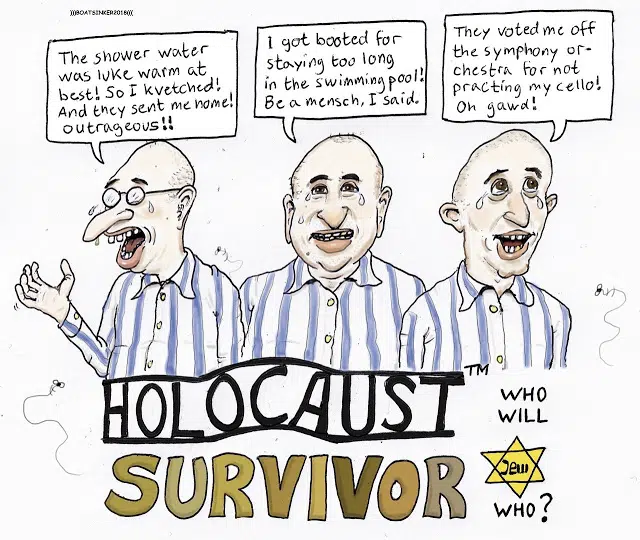 )))BOATSINKER2018(((
The shower water
was luke warm at
best! So I kvetched!
And they sent me home!
outrageous!!
I got booted for
staying too long
in the swimming pool!
Be a mensch, I said.
They voted me off
the symphony or-
chestra for not
practing my cello!
Oh gawd!
HOLOCAUST™
SURVIVOR
WHO
WILL
Jew
WHO?